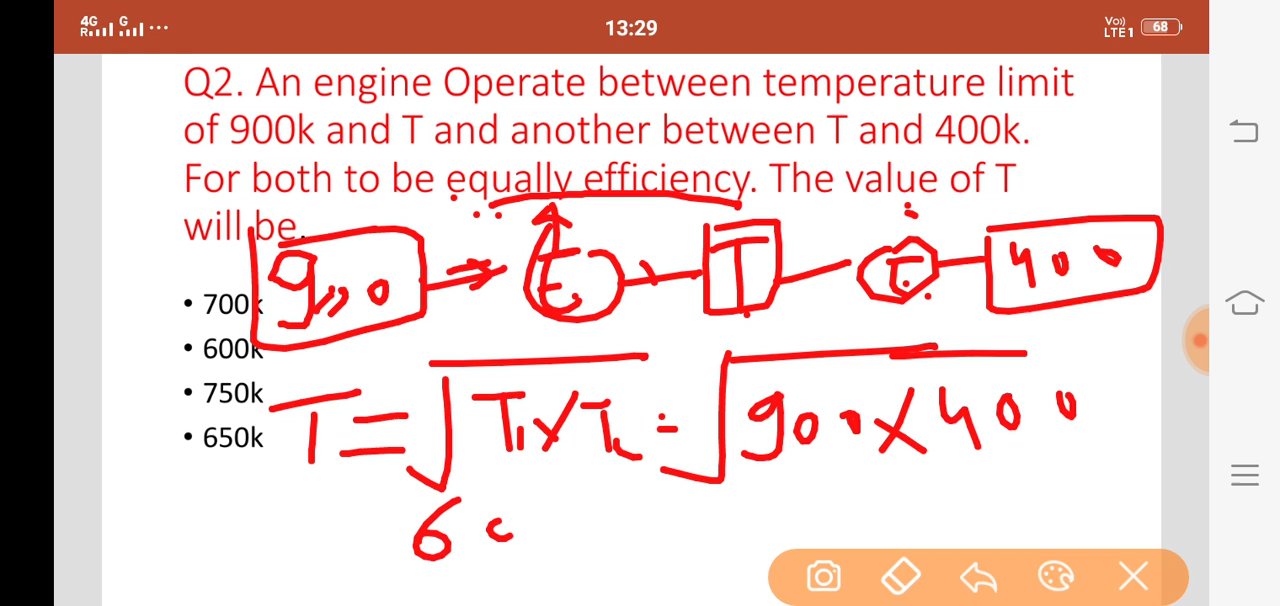 4G R G 13:29 Vo)) LTE1 68
Q2. An engine Operate between temperature limit
of 900k and T and another between T and 400k.
For both to be equally efficiency. The value of T
will be.
900 E T E 400
• 700k
• 600k
• 750k
• 650k
T = √T₁×T₂ = √900×400
60